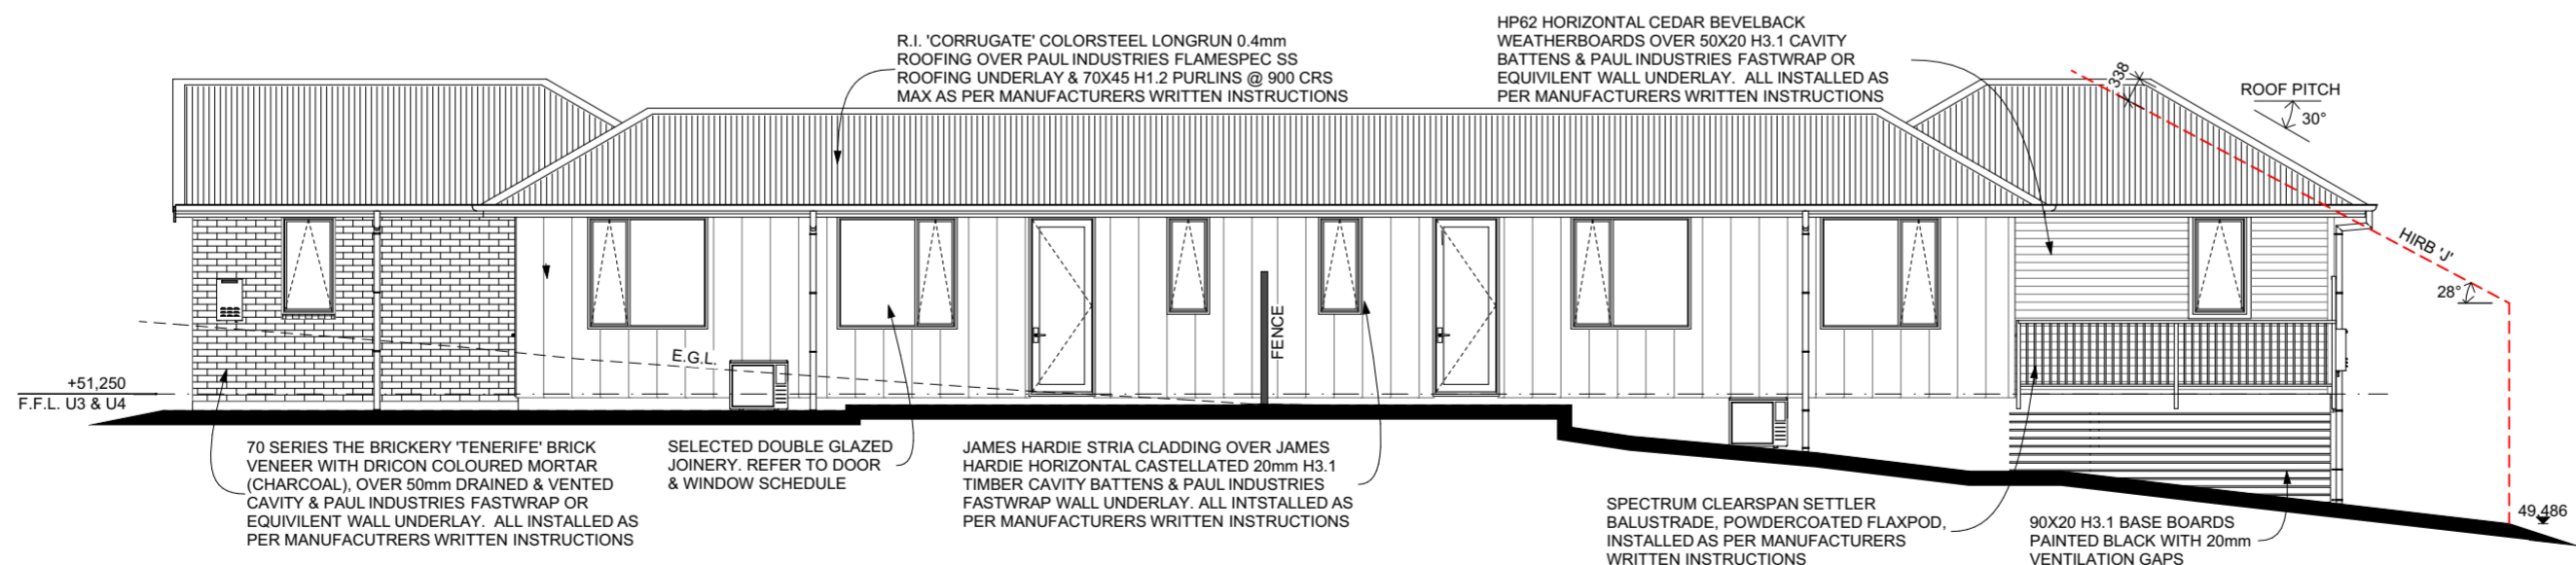 R.I. 'CORRUGATE' COLORSTEEL LONGRUN 0.4mm
ROOFING OVER PAUL INDUSTRIES FLAMESPEC SS
ROOFING UNDERLAY & 70X45 H1.2 PURLINS @ 900 CRS
MAX AS PER MANUFACTURERS WRITTEN INSTRUCTIONS
HP62 HORIZONTAL CEDAR BEVELBACK
WEATHERBOARDS OVER 50X20 H3.1 CAVITY
BATTENS & PAUL INDUSTRIES FASTWRAP OR
EQUIVILENT WALL UNDERLAY.  ALL INSTALLED AS
PER MANUFACTURERS WRITTEN INSTRUCTIONS
338
ROOF PITCH
30°
HIRB 'J'
28°
FENCE
E.G.L.
+51,250
F.F.L. U3 & U4
70 SERIES THE BRICKERY 'TENERIFE' BRICK
VENEER WITH DRICON COLOURED MORTAR
(CHARCOAL), OVER 50mm DRAINED & VENTED
CAVITY & PAUL INDUSTRIES FASTWRAP OR
EQUIVILENT WALL UNDERLAY.  ALL INSTALLED AS
PER MANUFACUTRERS WRITTEN INSTRUCTIONS
SELECTED DOUBLE GLAZED
JOINERY. REFER TO DOOR
& WINDOW SCHEDULE
JAMES HARDIE STRIA CLADDING OVER JAMES
HARDIE HORIZONTAL CASTELLATED 20mm H3.1
TIMBER CAVITY BATTENS & PAUL INDUSTRIES
FASTWRAP WALL UNDERLAY. ALL INTSTALLED AS
PER MANUFACTURERS WRITTEN INSTRUCTIONS
SPECTRUM CLEARSPAN SETTLER
BALUSTRADE, POWDERCOATED FLAXPOD,
INSTALLED AS PER MANUFACTURERS
WRITTEN INSTRUCTIONS
90X20 H3.1 BASE BOARDS
PAINTED BLACK WITH 20mm
VENTILATION GAPS
49,486